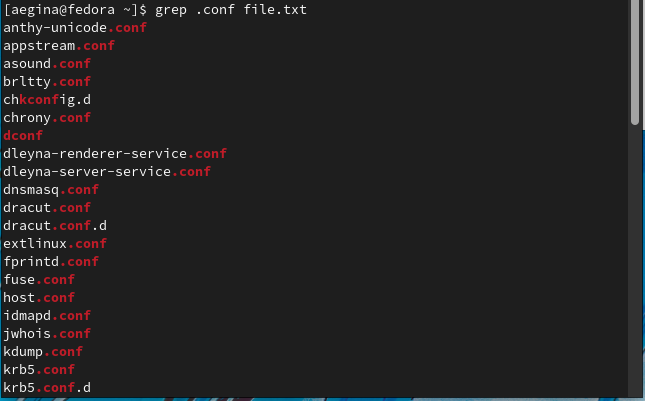 [aegina@fedora ~]$ grep .conf file.txt
anthy-unicode.conf
appstream.conf
asound.conf
brltty.conf
chkconfig.d
chrony.conf
dconf
dleyna-renderer-service.conf
dleyna-server-service.conf
dnsmasq.conf
dracut.conf
dracut.conf.d
extlinux.conf
fprintd.conf
fuse.conf
host.conf
idmapd.conf
jwhois.conf
kdump.conf
krb5.conf
krb5.conf.d